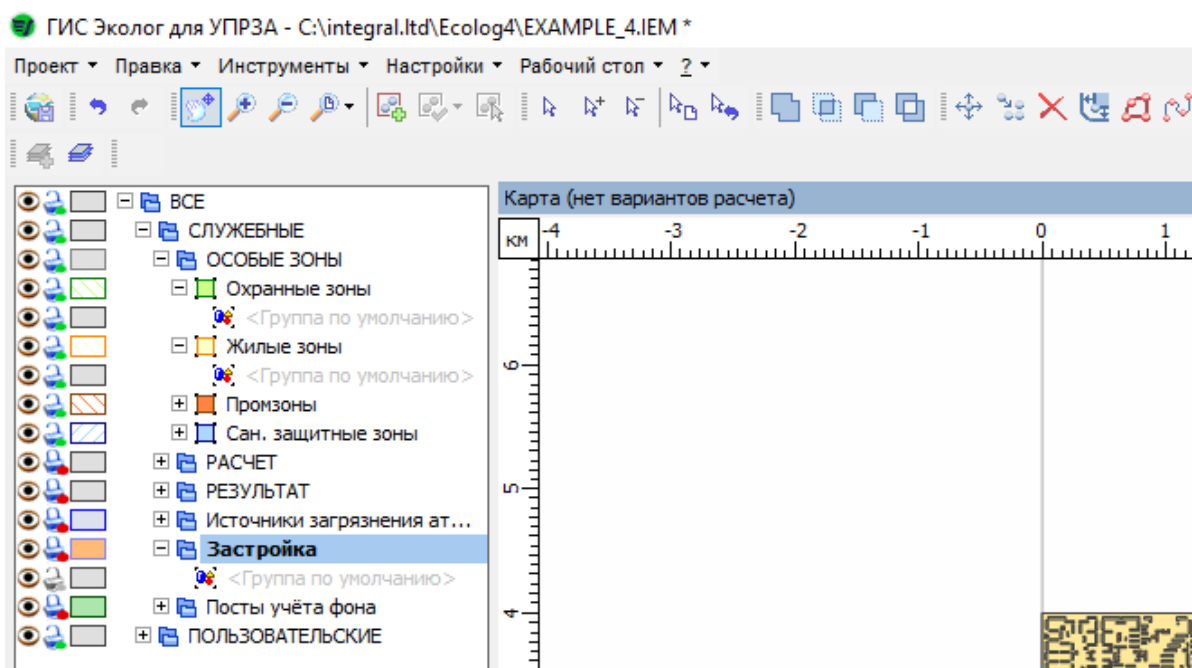 ГИС Эколог для УПРЗА - C:\integral.ltd\Ecolog4\EXAMPLE_4.IEM *
Проект Правка Инструменты Настройки Рабочий стол ?
ВСЕ
СЛУЖЕБНЫЕ
ОСОБЫЕ ЗОНЫ
Охранные зоны
<Группа по умолчанию>
Жилые зоны
<Группа по умолчанию>
Промзоны
Сан. защитные зоны
РАСЧЕТ
РЕЗУЛЬТАТ
Источники загрязнения ат...
Застройка
<Группа по умолчанию>
Посты учёта фона
ПОЛЬЗОВАТЕЛЬСКИЕ
Карта (нет вариантов расчета)
км -4 -3 -2 -1 0 1
6
5
4